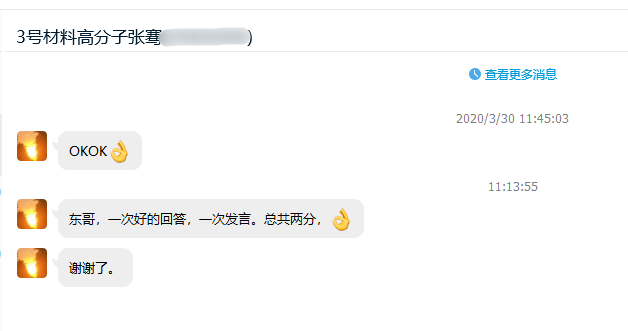 3号材料高分子张骞)
查看更多消息
2020/3/30 11:45:03
OKOK👌
11:13:55
东哥，一次好的回答，一次发言。总共两分，👌
谢谢了。